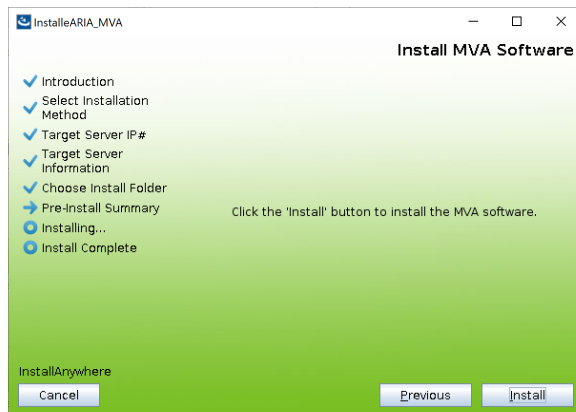 InstalleARIA_MVA
Install MVA Software
Introduction
Select Installation
Method
Target Server IP#
Target Server
Information
Choose Install Folder
Pre-Install Summary
Installing...
Install Complete
Click the 'Install' button to install the MVA software.
InstallAnywhere
Cancel
Previous
Install